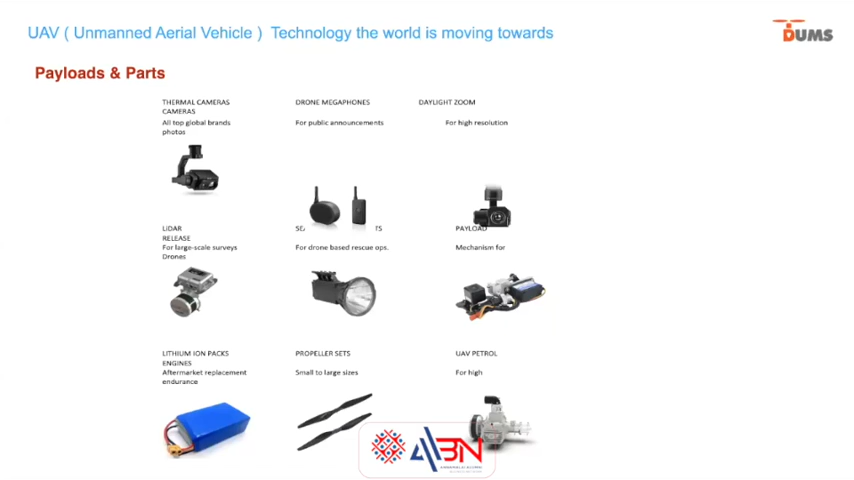 UAV ( Unmanned Aerial Vehicle ) Technology the world is moving towards
DUMS
Payloads & Parts
THERMAL CAMERAS DRONE MEGAPHONES DAYLIGHT ZOOM
CAMERAS
All top global brands For public announcements For high resolution
photos
LIDAR PAYLOAD
RELEASE
For large-scale surveys For drone based rescue ops. Mechanism for
Drones
LITHIUM ION PACKS PROPELLER SETS UAV PETROL
ENGINES
Aftermarket replacement Small to large sizes For high
endurance
ABN